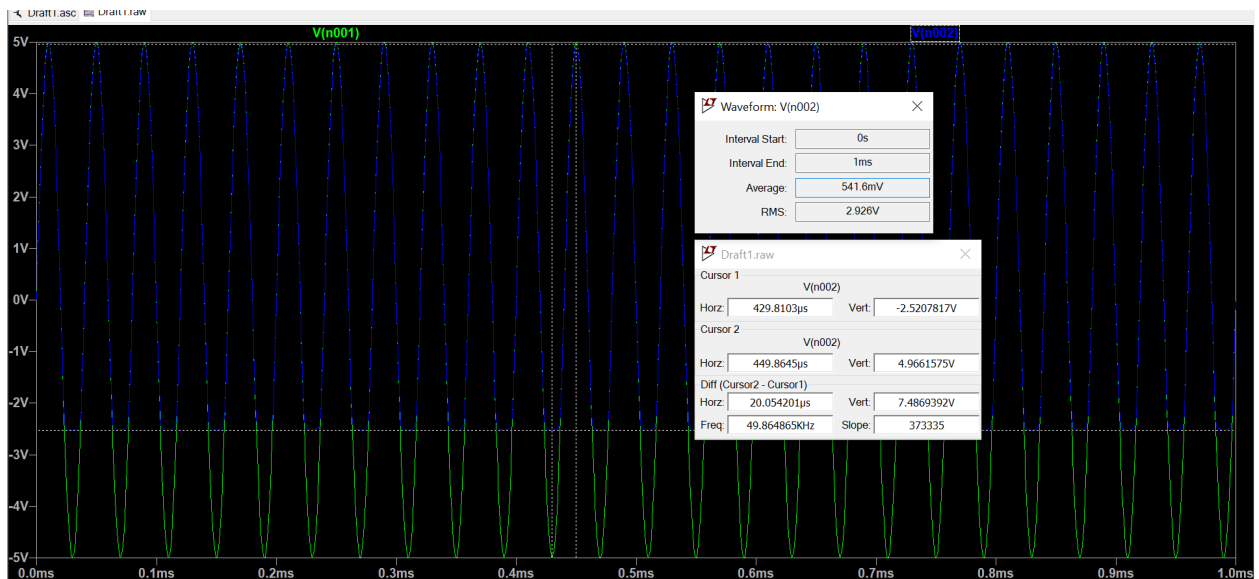 Draft1.asc Draft1.raw
V(n001) V(n002)
5V
4V
3V
2V
1V
0V
-1V
-2V
-3V
-4V
-5V
0.0ms 0.1ms 0.2ms 0.3ms 0.4ms 0.5ms 0.6ms 0.7ms 0.8ms 0.9ms 1.0ms
Waveform: V(n002)
Interval Start: 0s
Interval End: 1ms
Average: 541.6mV
RMS: 2.926V
Draft1.raw
Cursor 1
V(n002)
Horz: 429.8103µs Vert: -2.5207817V
Cursor 2
V(n002)
Horz: 449.8645µs Vert: 4.9661575V
Diff (Cursor2 - Cursor1)
Horz: 20.054201µs Vert: 7.4869392V
Freq: 49.864865KHz Slope: 373335